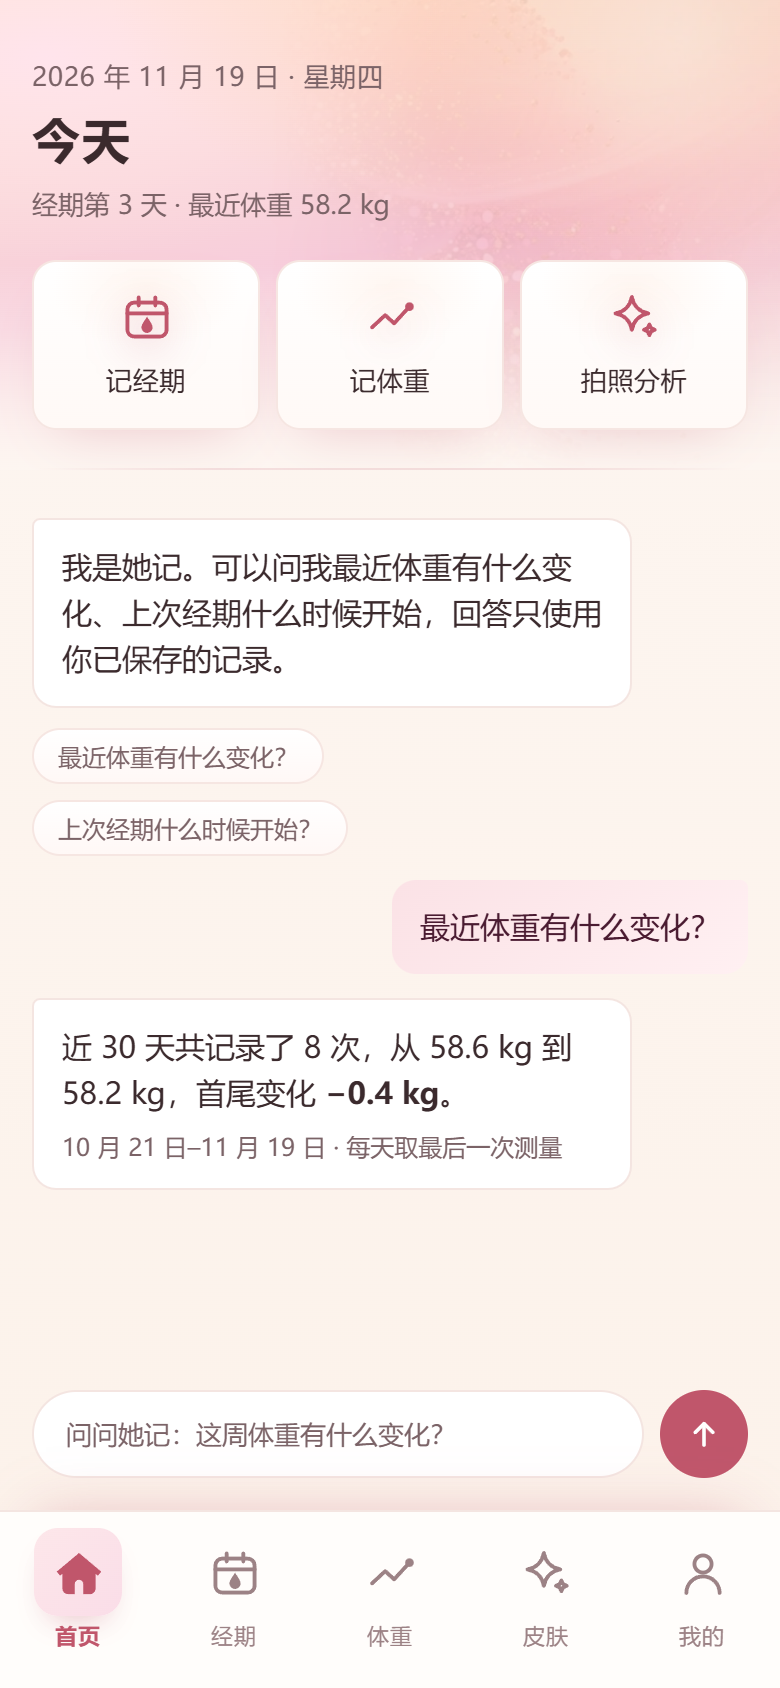 2026 年 11 月 19 日 · 星期四
今天
经期第 3 天 · 最近体重 58.2 kg
记经期
记体重
拍照分析
我是她记。可以问我最近体重有什么变
化、上次经期什么时候开始，回答只使用
你已保存的记录。
最近体重有什么变化？
上次经期什么时候开始？
最近体重有什么变化？
近 30 天共记录了 8 次，从 58.6 kg 到
58.2 kg，首尾变化 −0.4 kg。
10 月 21 日–11 月 19 日 · 每天取最后一次测量
问问她记：这周体重有什么变化？
首页
经期
体重
皮肤
我的